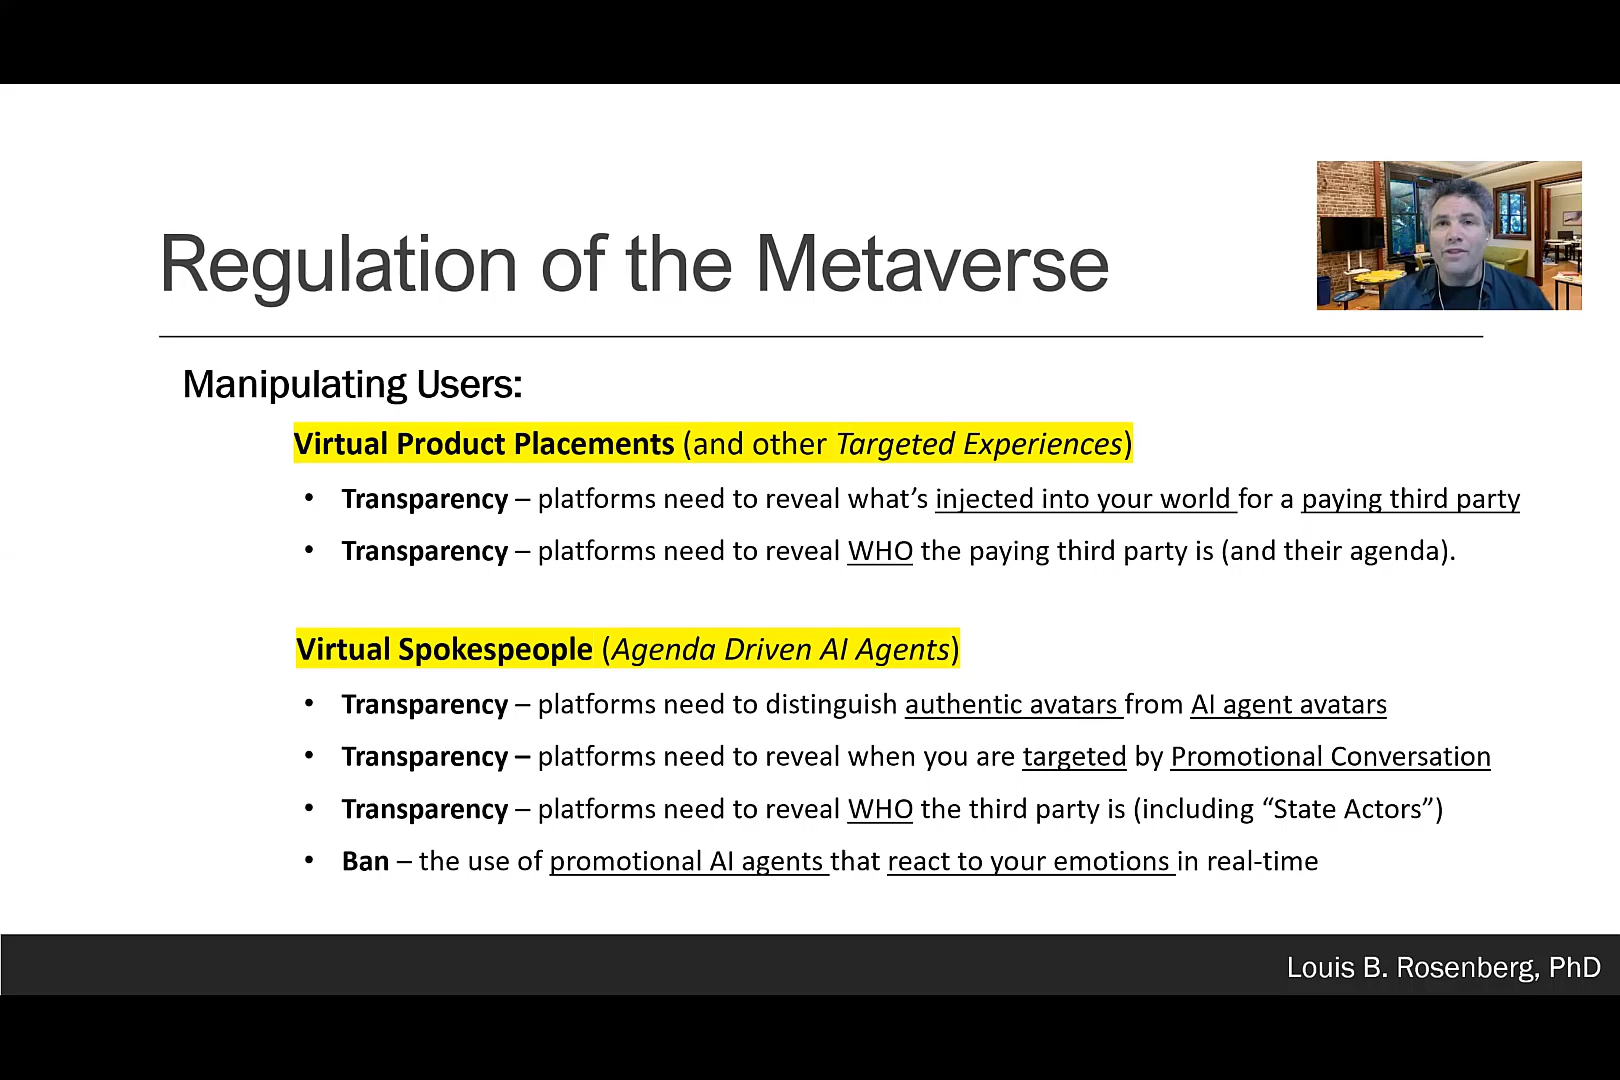 Regulation of the Metaverse
Manipulating Users:
Virtual Product Placements (and other Targeted Experiences)
• Transparency – platforms need to reveal what’s injected into your world for a paying third party
• Transparency – platforms need to reveal WHO the paying third party is (and their agenda).
Virtual Spokespeople (Agenda Driven AI Agents)
• Transparency – platforms need to distinguish authentic avatars from AI agent avatars
• Transparency – platforms need to reveal when you are targeted by Promotional Conversation
• Transparency – platforms need to reveal WHO the third party is (including “State Actors”)
• Ban – the use of promotional AI agents that react to your emotions in real-time
Louis B. Rosenberg, PhD